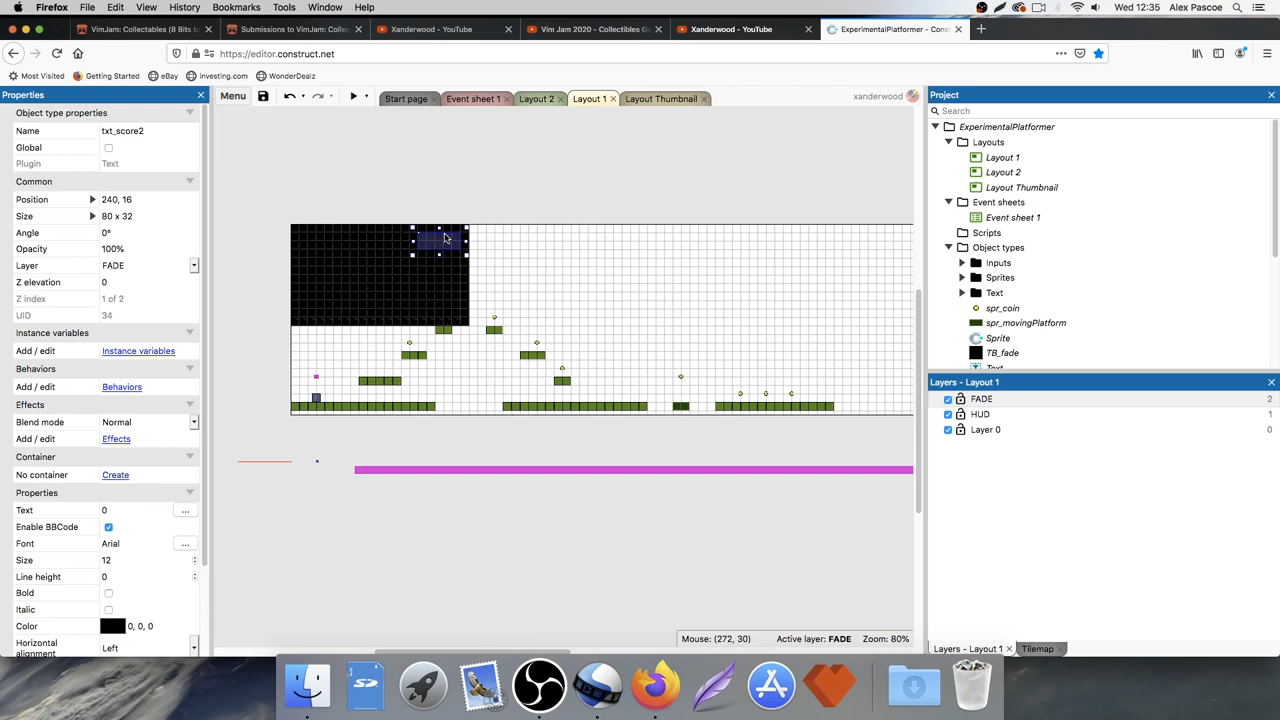 Firefox File Edit View History Bookmarks Tools Window Help Wed 12:35 Alex Pascoe
VimJam: Collectables (8 Bits to Submissions to VimJam: Collec Xanderwood - YouTube Vim Jam 2020 - Collectibles Ga Xanderwood - YouTube ExperimentalPlatformer - Cons
https://editor.construct.net
Most Visited Getting Started eBay investing.com WonderDealz
Properties
Menu
Start page Event sheet 1 Layout 2 Layout 1 Layout Thumbnail
xanderwood
Object type properties
Name txt_score2
Global
Plugin Text
Common
Position 240, 16
Size 80 x 32
Angle 0°
Opacity 100%
Layer FADE
Z elevation 0
Z index 1 of 2
UID 34
Instance variables
Add / edit Instance variables
Behaviors
Add / edit Behaviors
Effects
Blend mode Normal
Add / edit Effects
Container
No container Create
Properties
Text 0 ...
Enable BBCode
Font Arial ...
Size 12
Line height 0
Bold
Italic
Color 0, 0, 0
Horizontal
alignment Left
Mouse: (272, 30) Active layer: FADE Zoom: 80%
Project
Search
ExperimentalPlatformer
Layouts
Layout 1
Layout 2
Layout Thumbnail
Event sheets
Event sheet 1
Scripts
Object types
Inputs
Sprites
Text
spr_coin
spr_movingPlatform
Sprite
TB_fade
Text
Layers - Layout 1
FADE 2
HUD 1
Layer 0 0
Layers - Layout 1 Tilemap
SD